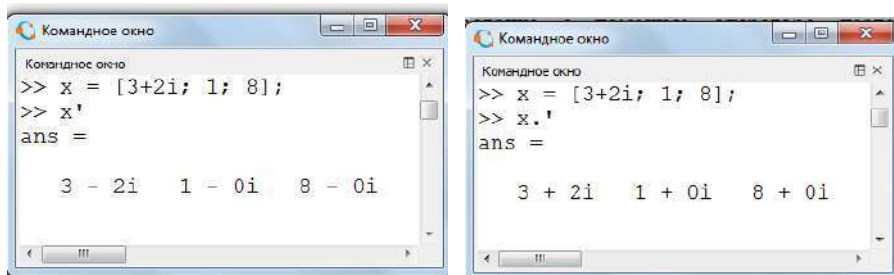 Командное окно
Командное окно
>> x = [3+2i; 1; 8];
>> x'
ans =
3 - 2i 1 - 0i 8 - 0i
Командное окно
Командное окно
>> x = [3+2i; 1; 8];
>> x.'
ans =
3 + 2i 1 + 0i 8 + 0i